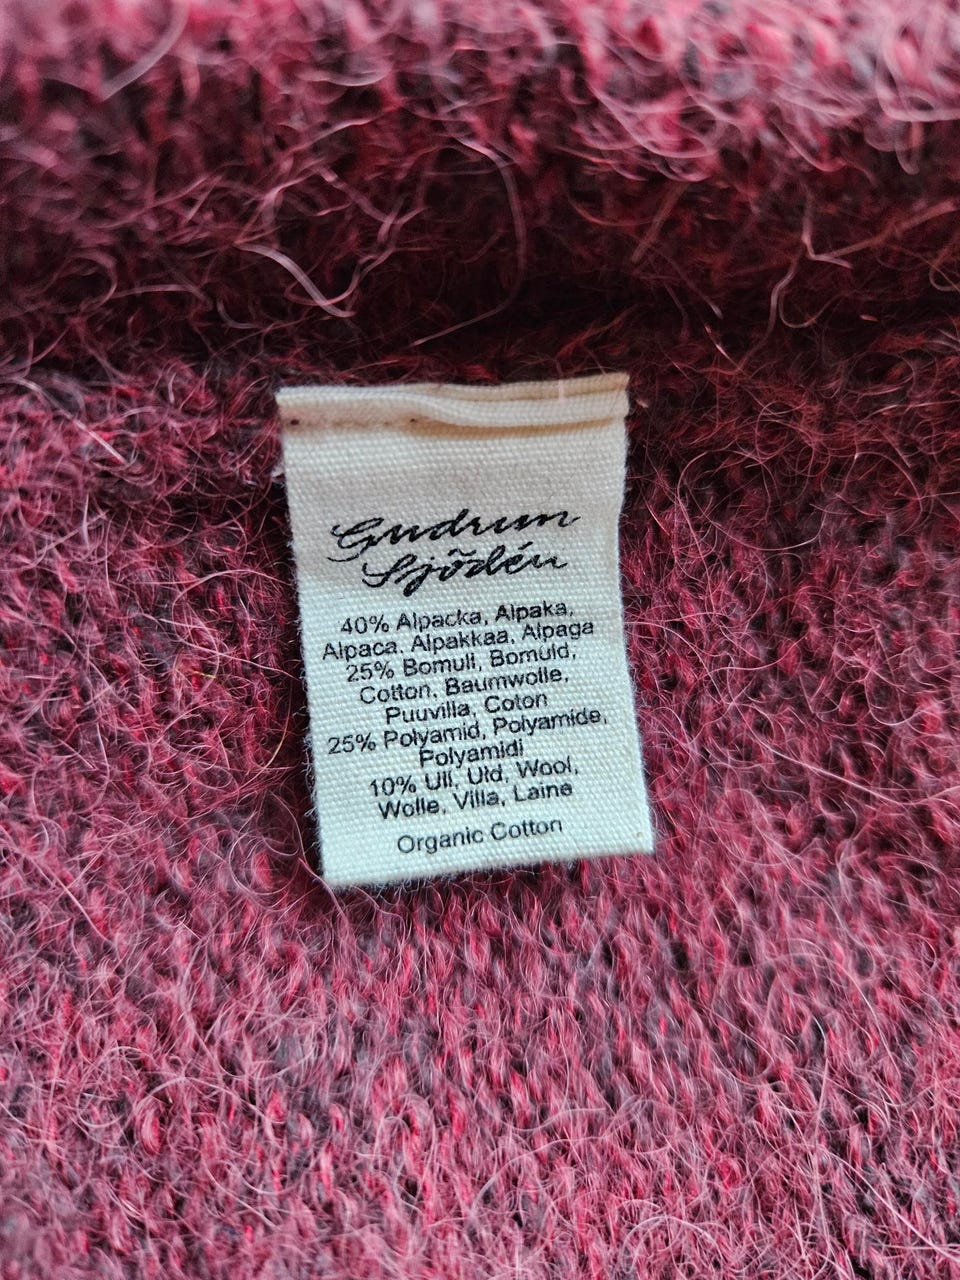 Gudrun
Sjödén
40% Alpacka, Alpaka,
Alpaca, Alpakkaa, Alpaga
25% Bomull, Bomuld,
Cotton, Baumwolle,
Puuvilla, Coton
25% Polyamid, Polyamide,
Polyamidi
10% Ull, Uld, Wool,
Wolle, Villa, Laine
Organic Cotton